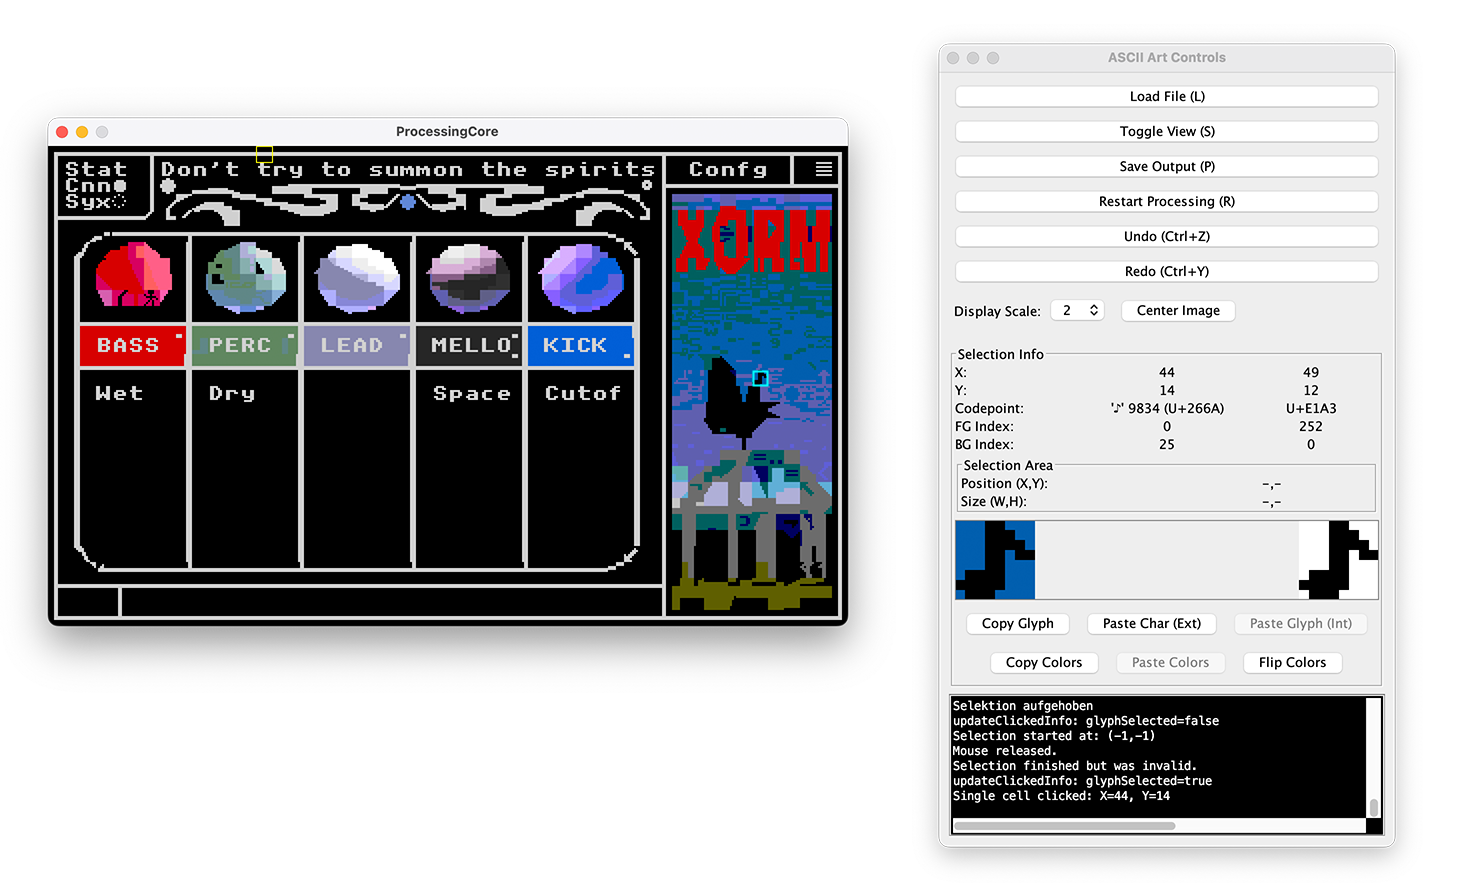 ProcessingCore
Stat
Cnn
Syx
Don't try to summon the spirits
Confg
XORM
BASS
PERC
LEAD
MELLO
KICK
Wet
Dry
Space
Cutof
ASCII Art Controls
Load File (L)
Toggle View (S)
Save Output (P)
Restart Processing (R)
Undo (Ctrl+Z)
Redo (Ctrl+Y)
Display Scale: 2 Center Image
Selection Info
X: 44 49
Y: 14 12
Codepoint: '♪' 9834 (U+266A) U+E1A3
FG Index: 0 252
BG Index: 25 0
Selection Area
Position (X,Y): -,-
Size (W,H): -,-
Copy Glyph Paste Char (Ext) Paste Glyph (Int)
Copy Colors Paste Colors Flip Colors
Selektion aufgehoben
updateClickedInfo: glyphSelected=false
Selection started at: (-1,-1)
Mouse released.
Selection finished but was invalid.
updateClickedInfo: glyphSelected=true
Single cell clicked: X=44, Y=14